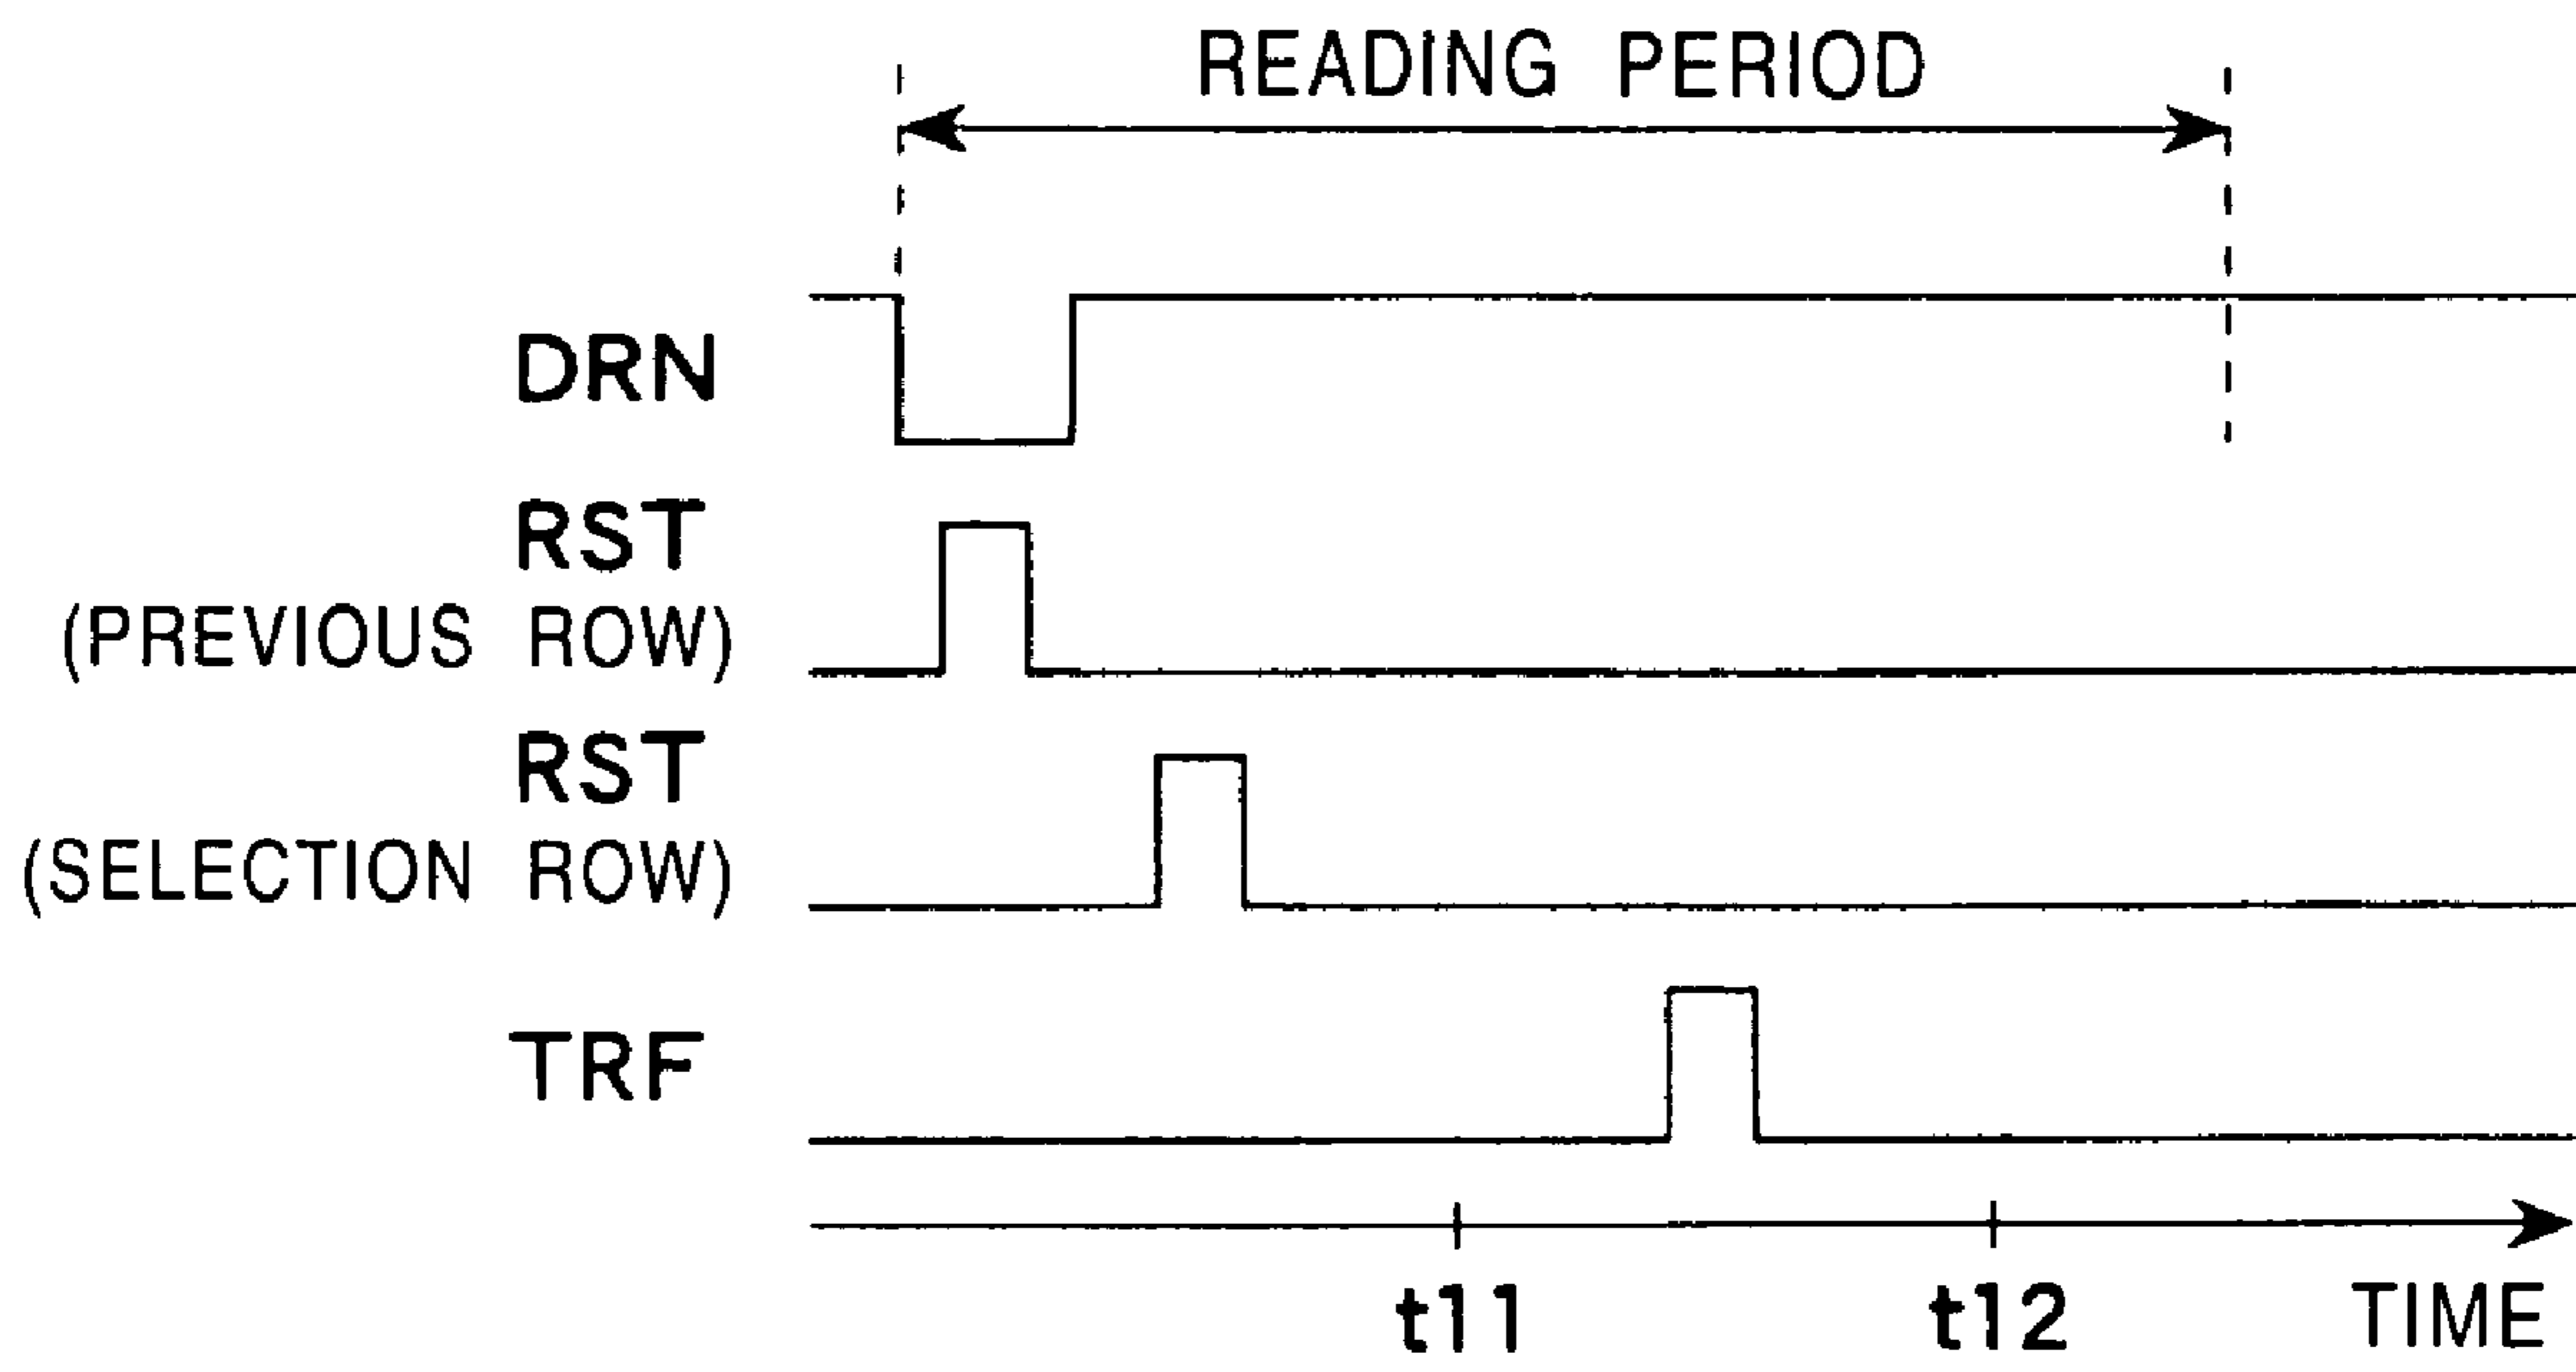 READING PERIOD
DRN
RST
(PREVIOUS ROW)
RST
(SELECTION ROW)
TRF
t11
t12
TIME